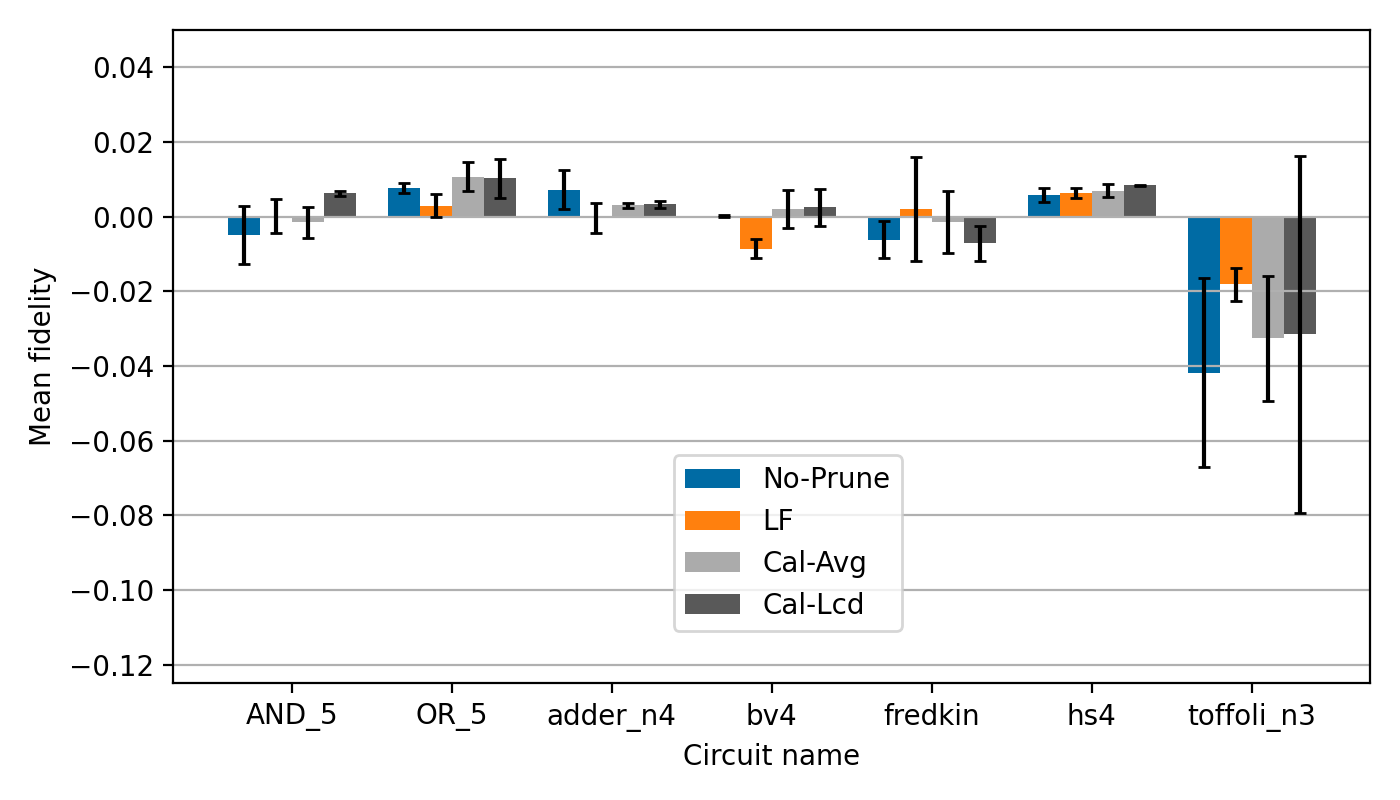 0.04
0.02
0.00
−0.02
−0.04
−0.06
−0.08
−0.10
−0.12
Mean fidelity
No-Prune
LF
Cal-Avg
Cal-Lcd
AND_5 OR_5 adder_n4 bv4 fredkin hs4 toffoli_n3
Circuit name